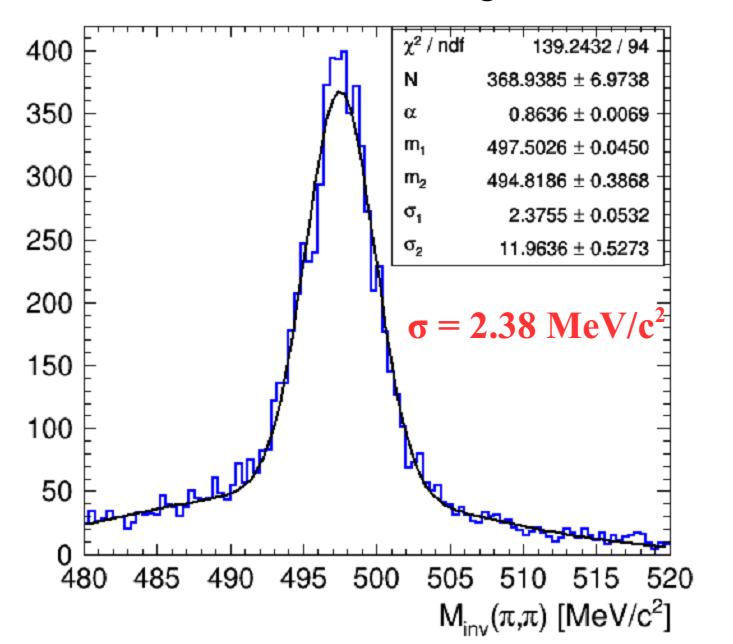 χ² / ndf 139.2432 / 94
N 368.9385 ± 6.9738
α 0.8636 ± 0.0069
m₁ 497.5026 ± 0.0450
m₂ 494.8186 ± 0.3868
σ₁ 2.3755 ± 0.0532
σ₂ 11.9636 ± 0.5273
σ = 2.38 MeV/c²
400
350
300
250
200
150
100
50
0
480 485 490 495 500 505 510 515 520
M_inv(π,π) [MeV/c²]